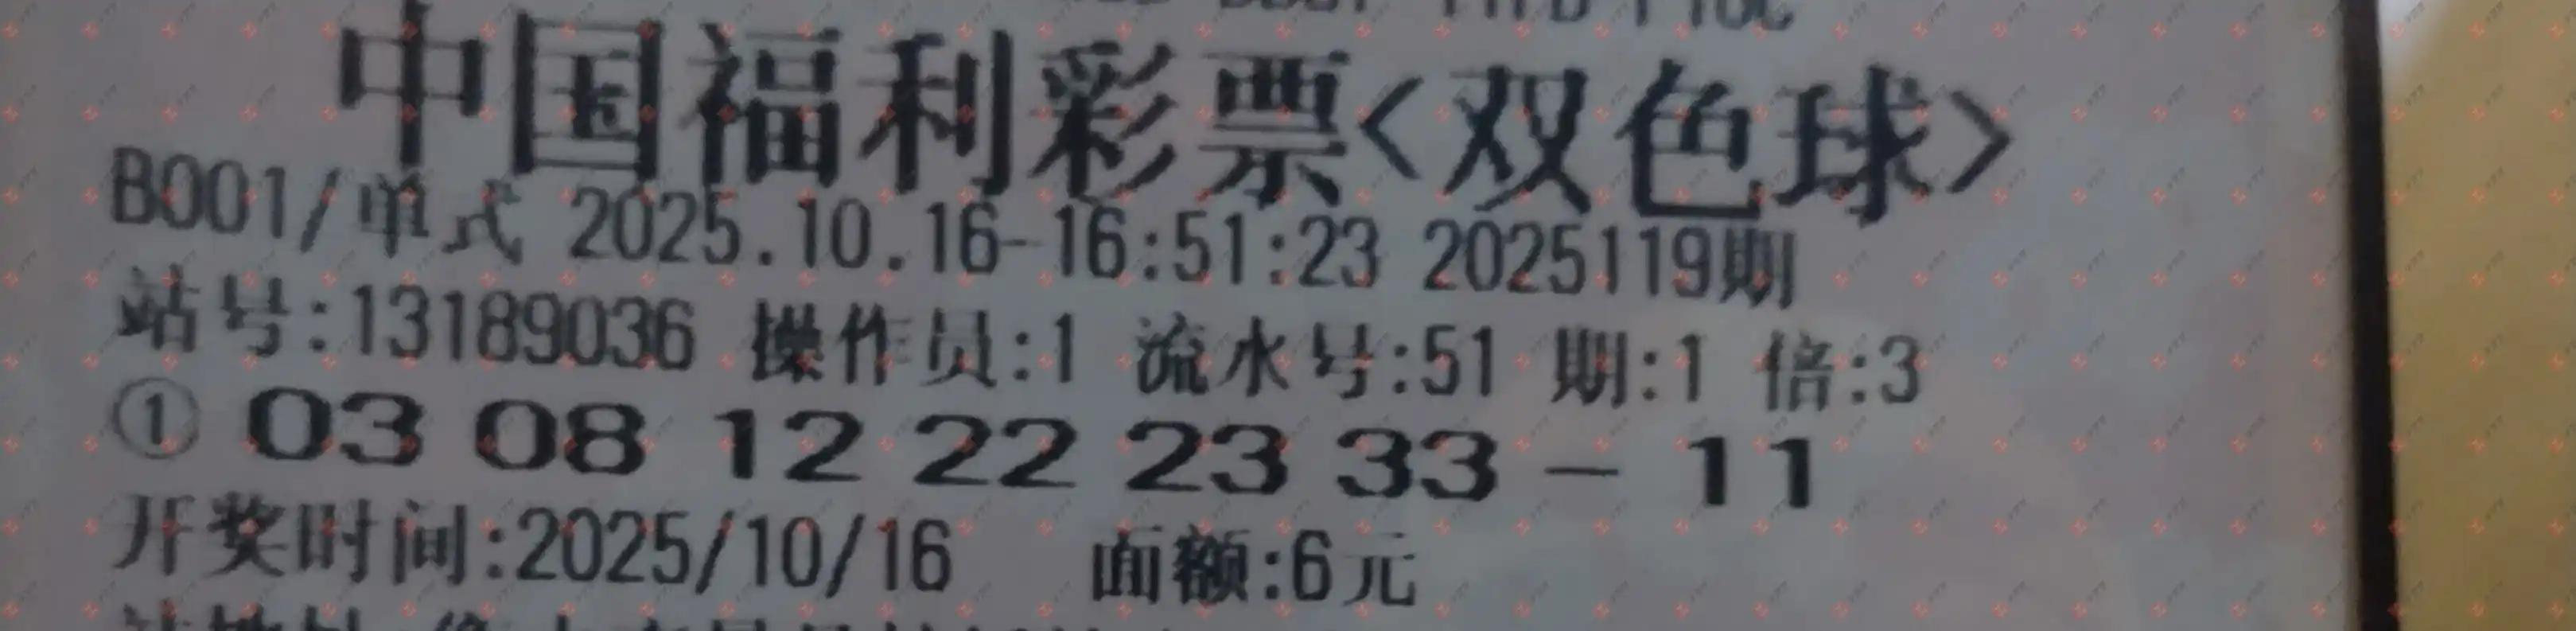 中国福利彩票<双色球>
B001/单式 2025.10.16-16:51:23 2025119期
站号:13189036 操作员:1 流水号:51 期:1 倍:3
① 03 08 12 22 23 33 - 11
开奖时间:2025/10/16 面额:6元